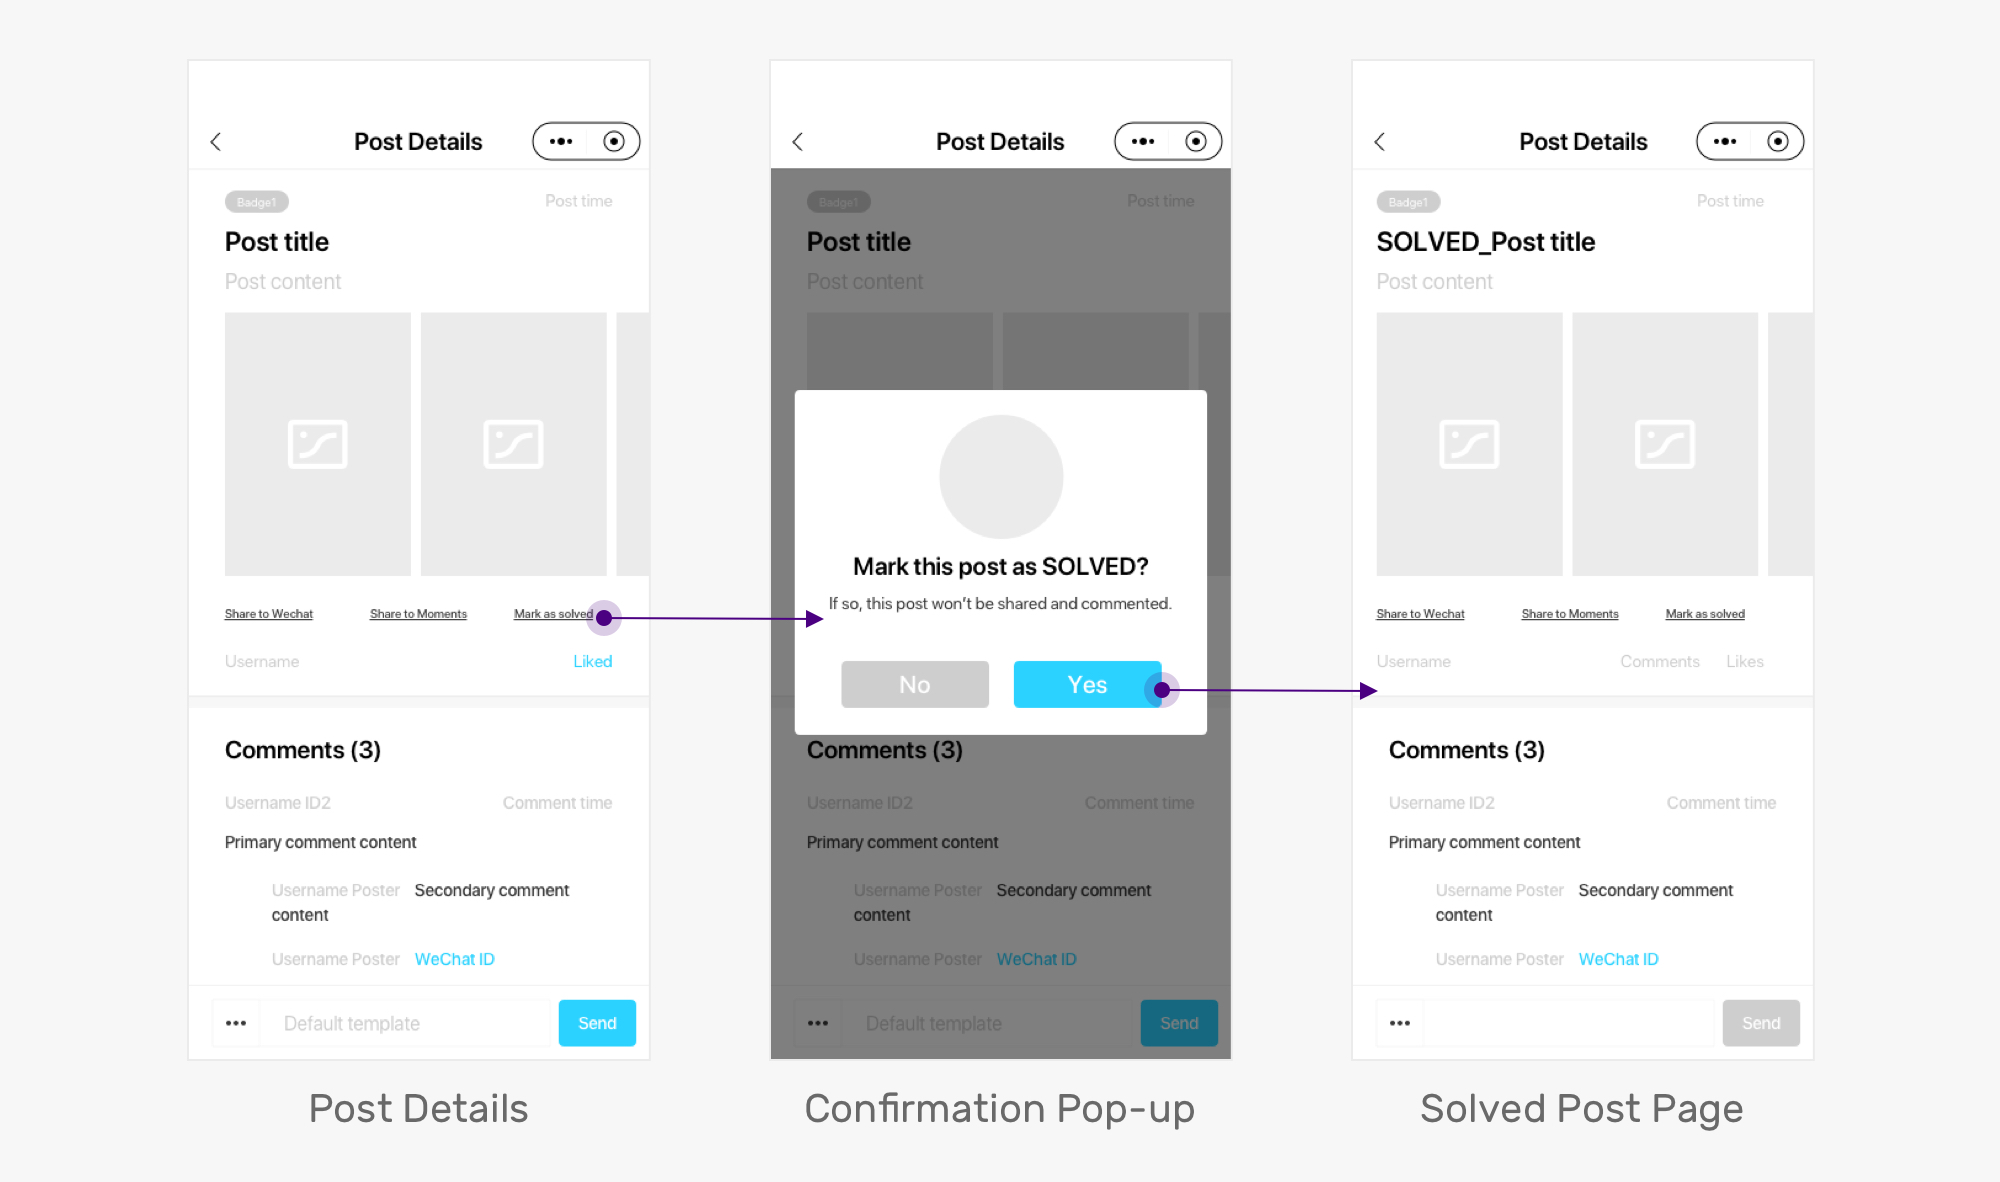 Post Details
Badge1
Post time
Post title
Post content
Share to Wechat
Share to Moments
Mark as solved
Username
Liked
Comments (3)
Username ID2
Comment time
Primary comment content
Username Poster Secondary comment
content
Username Poster WeChat ID
Default template
Send
Post Details
Post Details
Badge1
Post time
Post title
Post content
Mark this post as SOLVED?
If so, this post won't be shared and commented.
No
Yes
Comments (3)
Username ID2
Comment time
Primary comment content
Username Poster Secondary comment
content
Username Poster WeChat ID
Default template
Send
Confirmation Pop-up
Post Details
Badge1
Post time
SOLVED_Post title
Post content
Share to Wechat
Share to Moments
Mark as solved
Username
Comments
Likes
Comments (3)
Username ID2
Comment time
Primary comment content
Username Poster Secondary comment
content
Username Poster WeChat ID
Send
Solved Post Page